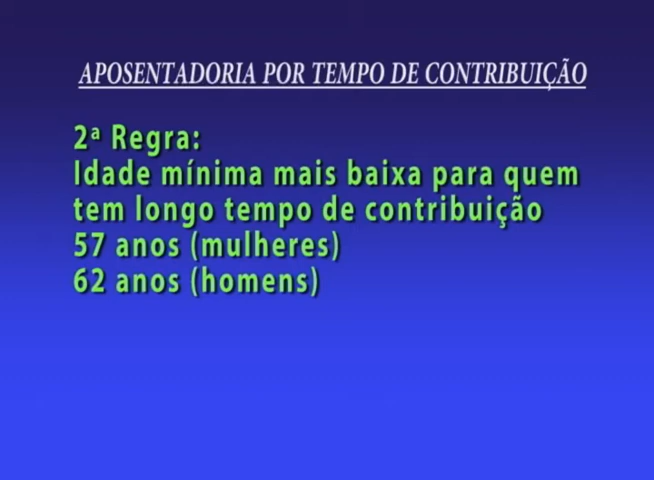 APOSENTADORIA POR TEMPO DE CONTRIBUIÇÃO
2ª Regra:
Idade mínima mais baixa para quem
tem longo tempo de contribuição
57 anos (mulheres)
62 anos (homens)